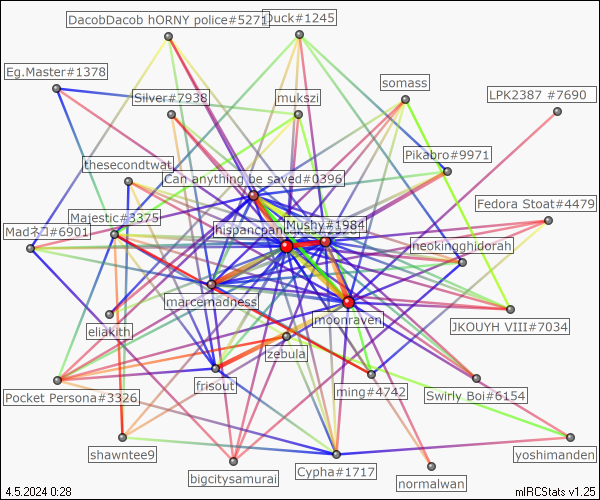 DacobDacob hORNY police#5271
Duck#1245
Eg.Master#1378
somass
LPK2387 #7690
Silver#7938
mukszi
Pikabro#9971
thesecondtwat
Can anything be saved#0396
Fedora Stoat#4479
Majestic#3375
Madネコ#6901
hispancpan
Mushy#1984
neokinghidorah
marcemadness
moonraven
eliakith
JKOUYH VIII#7034
zebula
frisout
ming#4742
Swirly Boi#6154
Pocket Persona#3326
shawntee9
bigcitysamurai
Cypha#1717
normalwan
yoshimanden
4.5.2024 0:28
mIRCStats v1.25